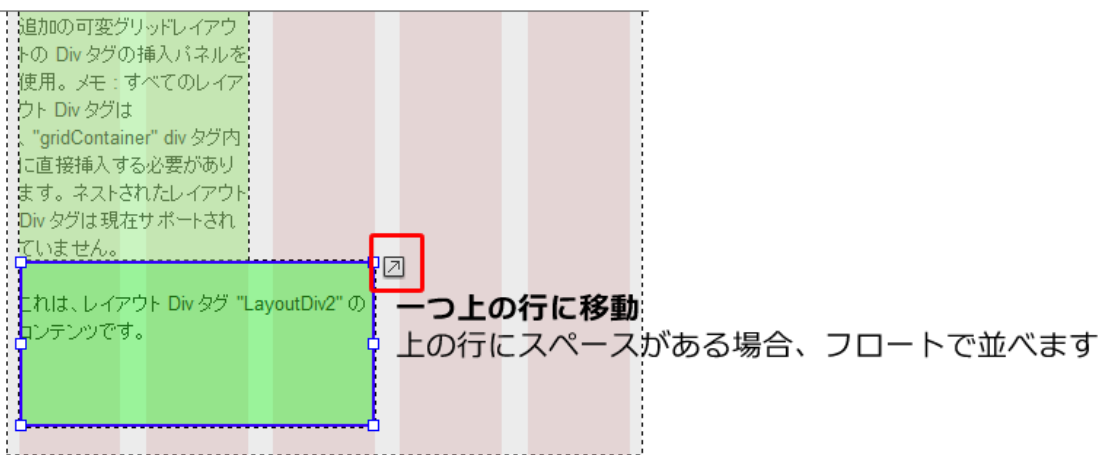 追加の可変グリッドレイアウ
トの Div タグの挿入パネルを
使用。メモ : すべてのレイア
ウト Div タグは
、"gridContainer" div タグ内
に直接挿入する必要があり
ます。ネストされたレイアウト
Div タグは現在サポートされ
ていません。
これは、レイアウト Div タグ "LayoutDiv2" の
コンテンツです。
一つ上の行に移動
上の行にスペースがある場合、フロートで並べます